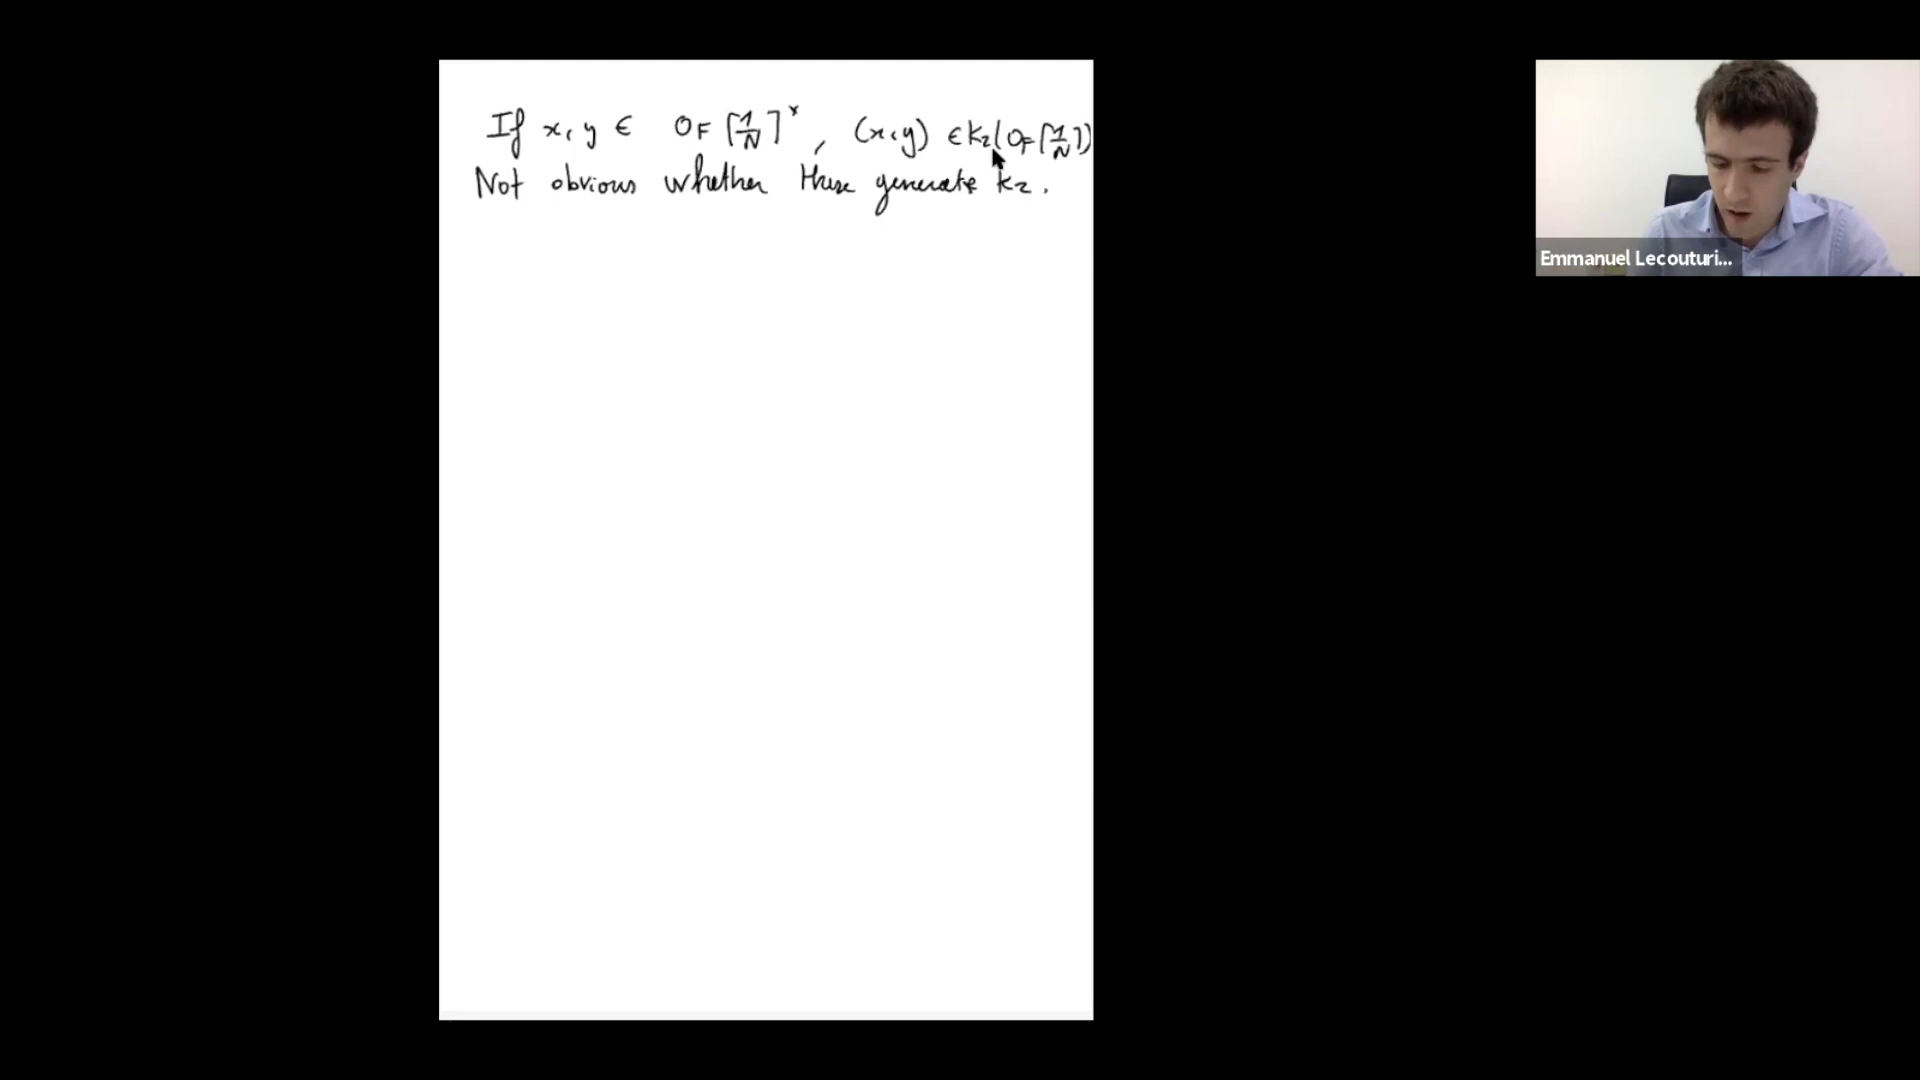 If x, y ∈ O_F [1/N]^×, (x,y) ∈ K_2(O_F[1/N])
Not obvious whether these generate K_2.
Emmanuel Lecouturi...